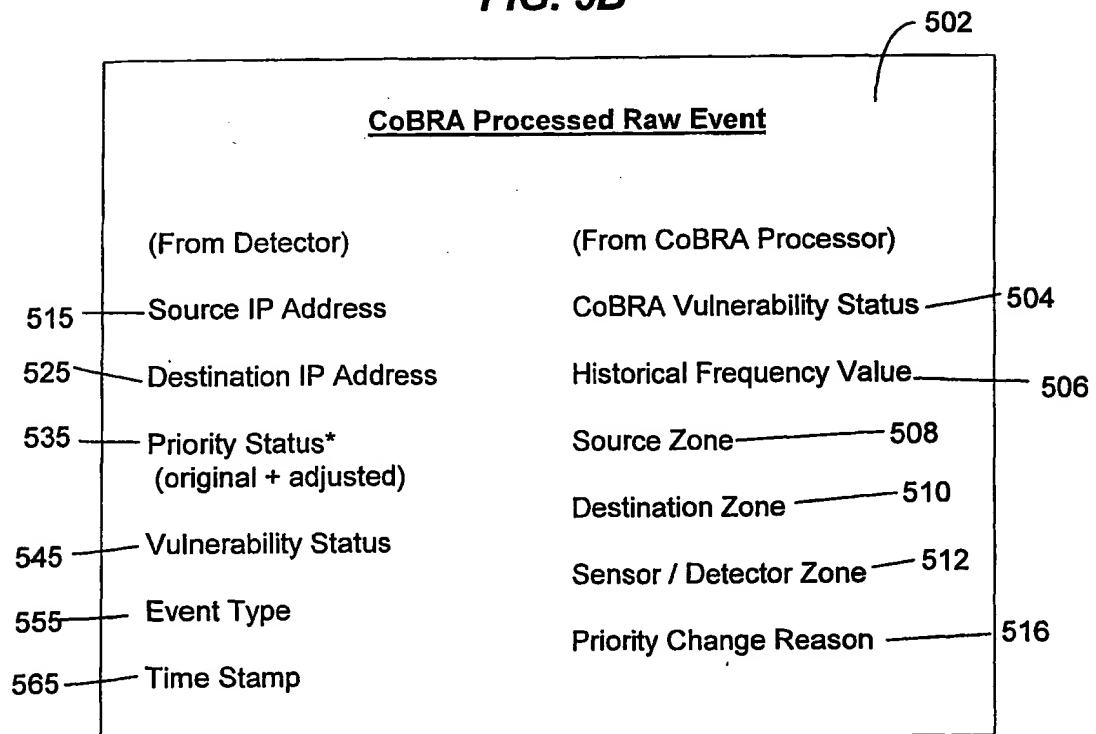 FIG. 5B
502
CoBRA Processed Raw Event
(From Detector)
515 Source IP Address
525 Destination IP Address
535 Priority Status*
(original + adjusted)
545 Vulnerability Status
555 Event Type
565 Time Stamp
(From CoBRA Processor)
CoBRA Vulnerability Status 504
Historical Frequency Value 506
Source Zone 508
Destination Zone 510
Sensor / Detector Zone 512
Priority Change Reason 516